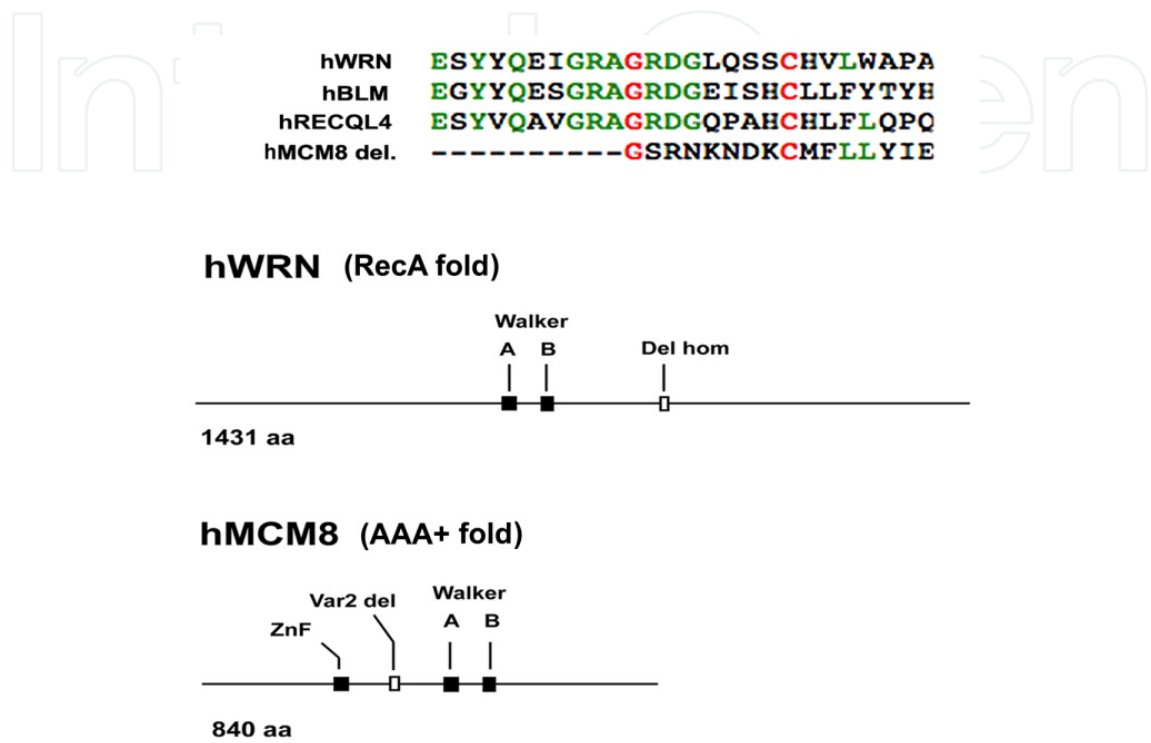 hWRN ESYYQEIGRAGRDGLQSSCHVLWAPA
hBLM EGYYQESGRAGRDGEISHCLLFYTYH
hRECQL4 ESYVQAVGRAGRDGQPAHCHLFLQPQ
hMCM8 del. ----------GSRNKNDKCMFLLYIE
hWRN (RecA fold)
Walker
A B Del hom
1431 aa
hMCM8 (AAA+ fold)
Var2 del Walker
ZnF A B
840 aa